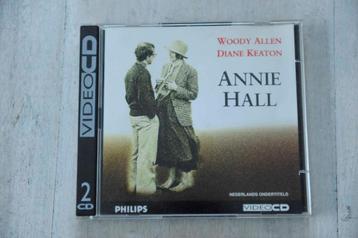 VIDEO CD
2
CD
WOODY ALLEN
DIANE KEATON
ANNIE
HALL
NEDERLANDS ONDERTITELD
PHILIPS
VIDEO CD